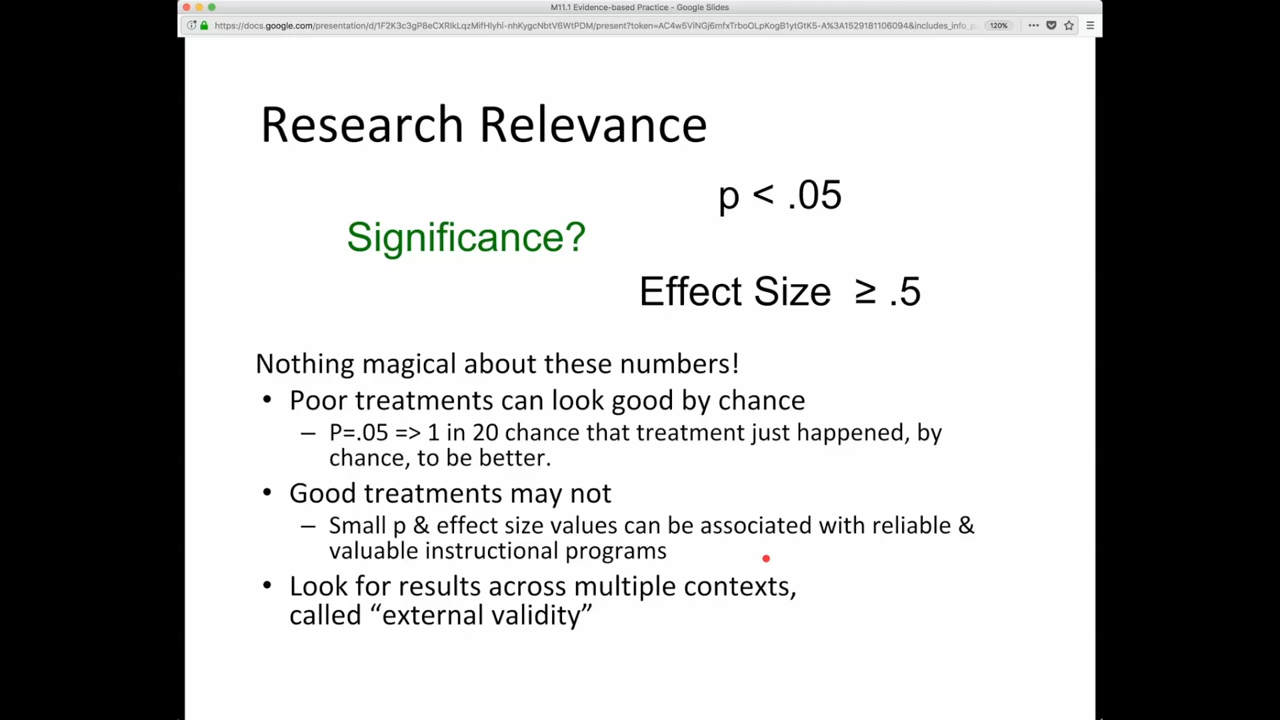 M11.1 Evidence-based Practice - Google Slides
120%
Research Relevance
p < .05
Significance?
Effect Size ≥ .5
Nothing magical about these numbers!
• Poor treatments can look good by chance
– P=.05 => 1 in 20 chance that treatment just happened, by
chance, to be better.
• Good treatments may not
– Small p & effect size values can be associated with reliable &
valuable instructional programs
• Look for results across multiple contexts,
called “external validity”